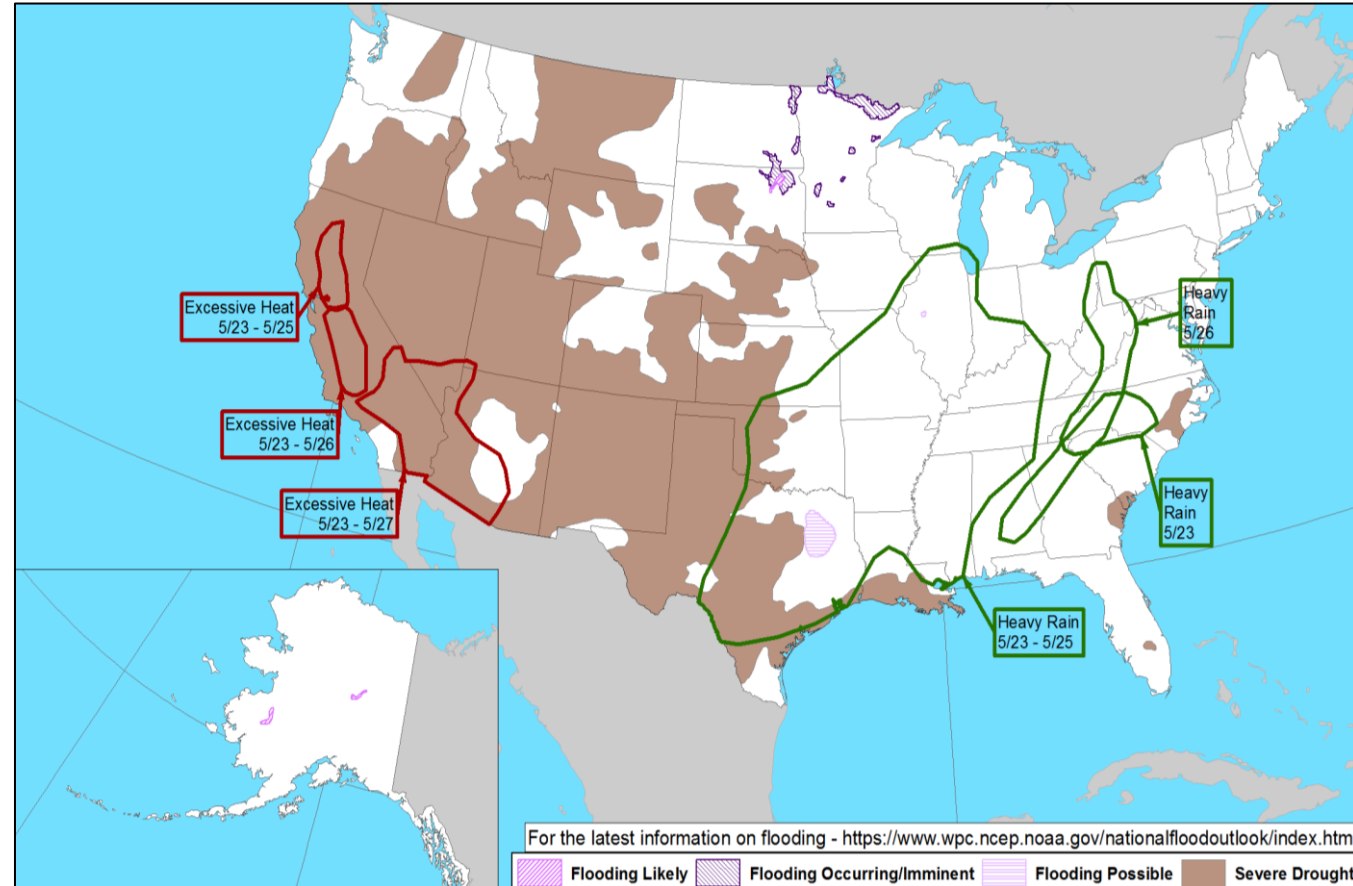 Excessive Heat
5/23 - 5/25
Heavy
Rain
5/26
Excessive Heat
5/23 - 5/26
Excessive Heat
5/23 - 5/27
Heavy
Rain
5/23
Heavy Rain
5/23 - 5/25
For the latest information on flooding - https://www.wpc.ncep.noaa.gov/nationalfloodoutlook/index.htm
Flooding Likely Flooding Occurring/Imminent Flooding Possible Severe Drought